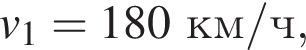 v₁ = 180 км/ч,